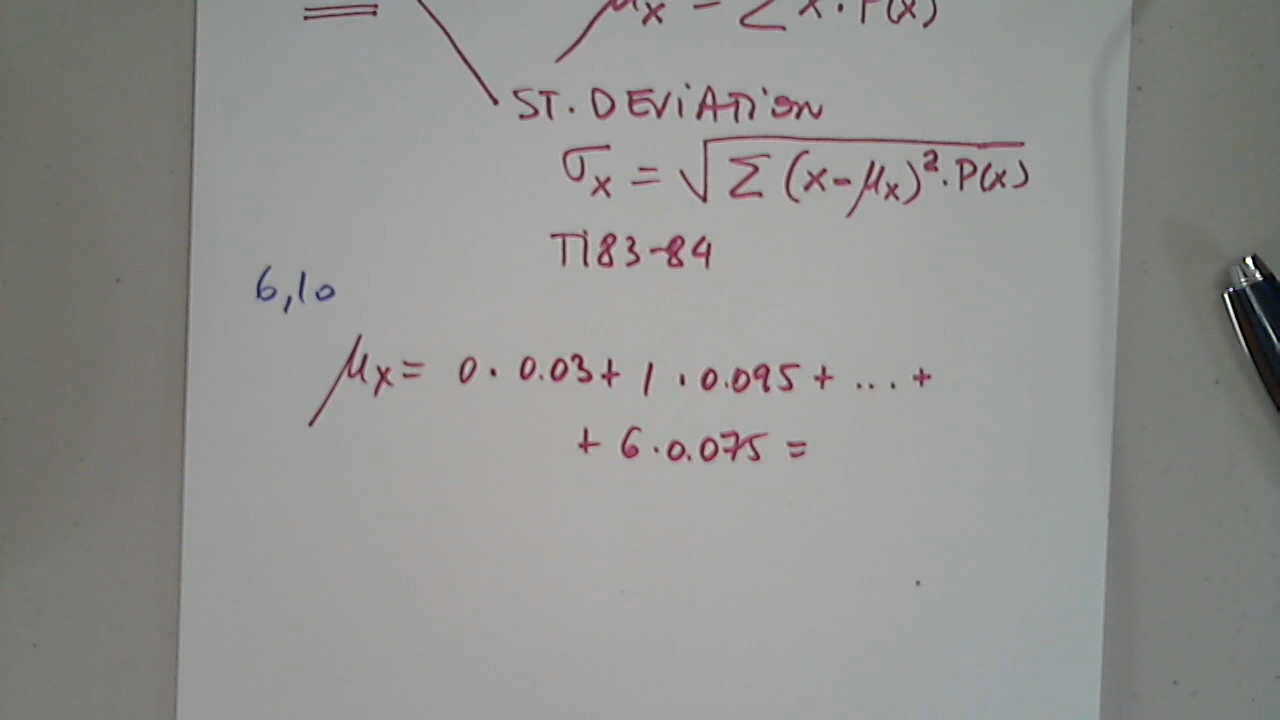 μx = Σ x · P(x)
ST. DEViATiON
σx = √Σ (x-μx)². P(x)
Ti83-84
6,10
μx = 0 · 0.03 + 1 · 0.095 + ... +
+ 6 · 0.075 =